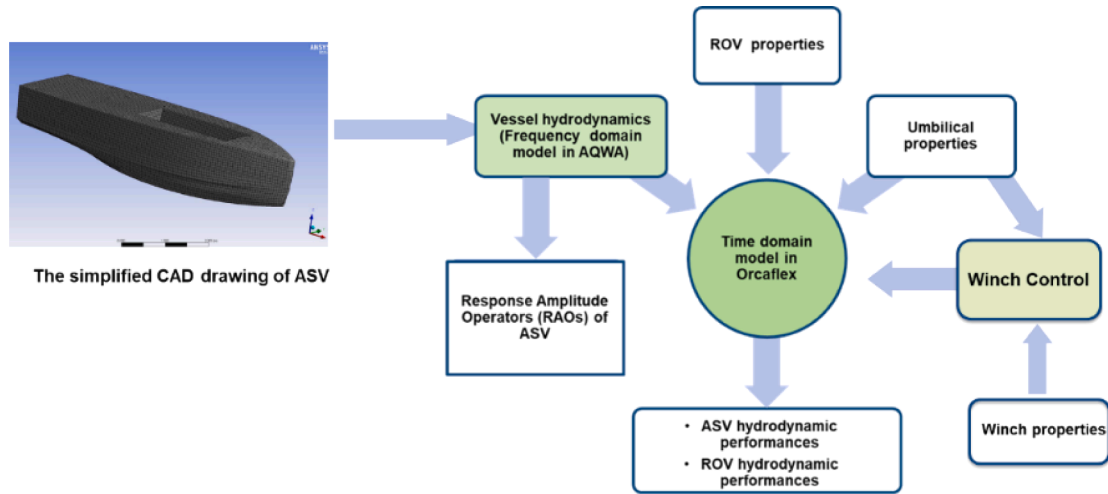 ANSYS
ROV properties
Vessel hydrodynamics
(Frequency domain
model in AQWA)
Umbilical
properties
Time domain
model in
Orcaflex
Winch Control
The simplified CAD drawing of ASV
Response Amplitude
Operators (RAOs) of
ASV
• ASV hydrodynamic
performances
• ROV hydrodynamic
performances
Winch properties